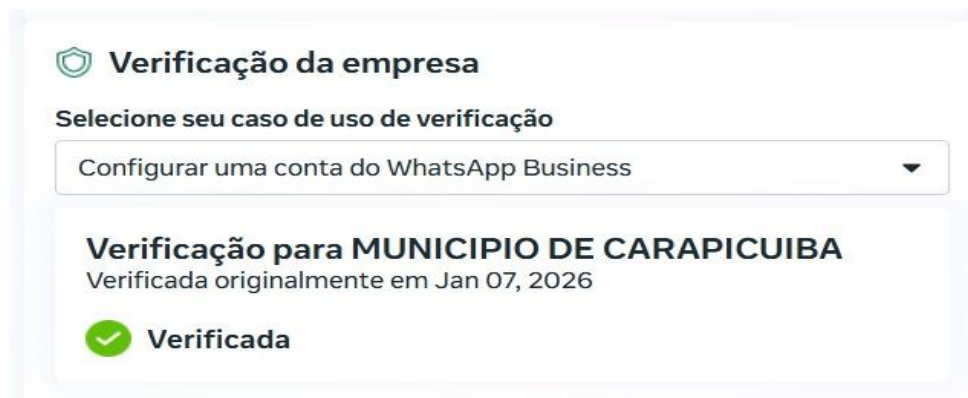 Verificação da empresa
Selecione seu caso de uso de verificação
Configurar uma conta do WhatsApp Business
Verificação para MUNICIPIO DE CARAPICUIBA
Verificada originalmente em Jan 07, 2026
Verificada